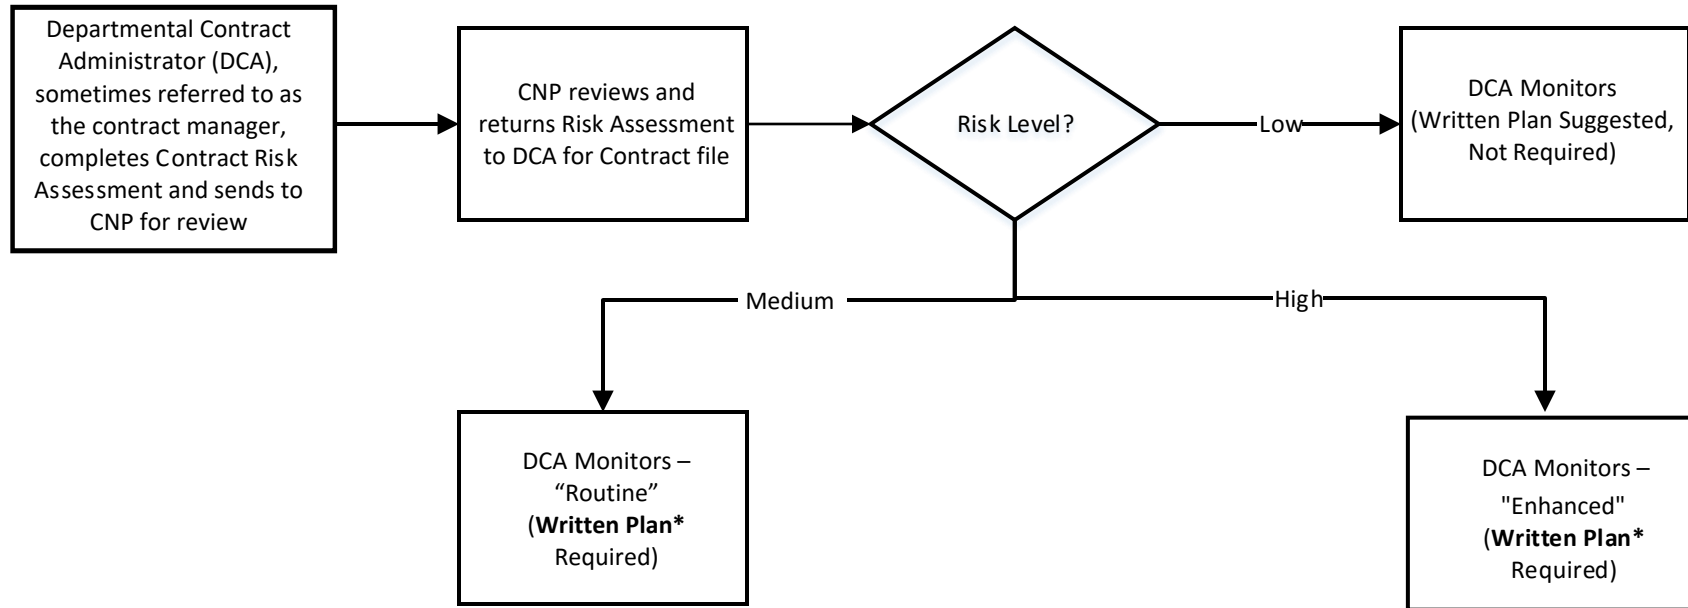 Departmental Contract
Administrator (DCA),
sometimes referred to as
the contract manager,
completes Contract Risk
Assessment and sends to
CNP for review
CNP reviews and
returns Risk Assessment
to DCA for Contract file
Risk Level?
Low
DCA Monitors
(Written Plan Suggested,
Not Required)
Medium
High
DCA Monitors –
“Routine”
(Written Plan*
Required)
DCA Monitors –
"Enhanced"
(Written Plan*
Required)